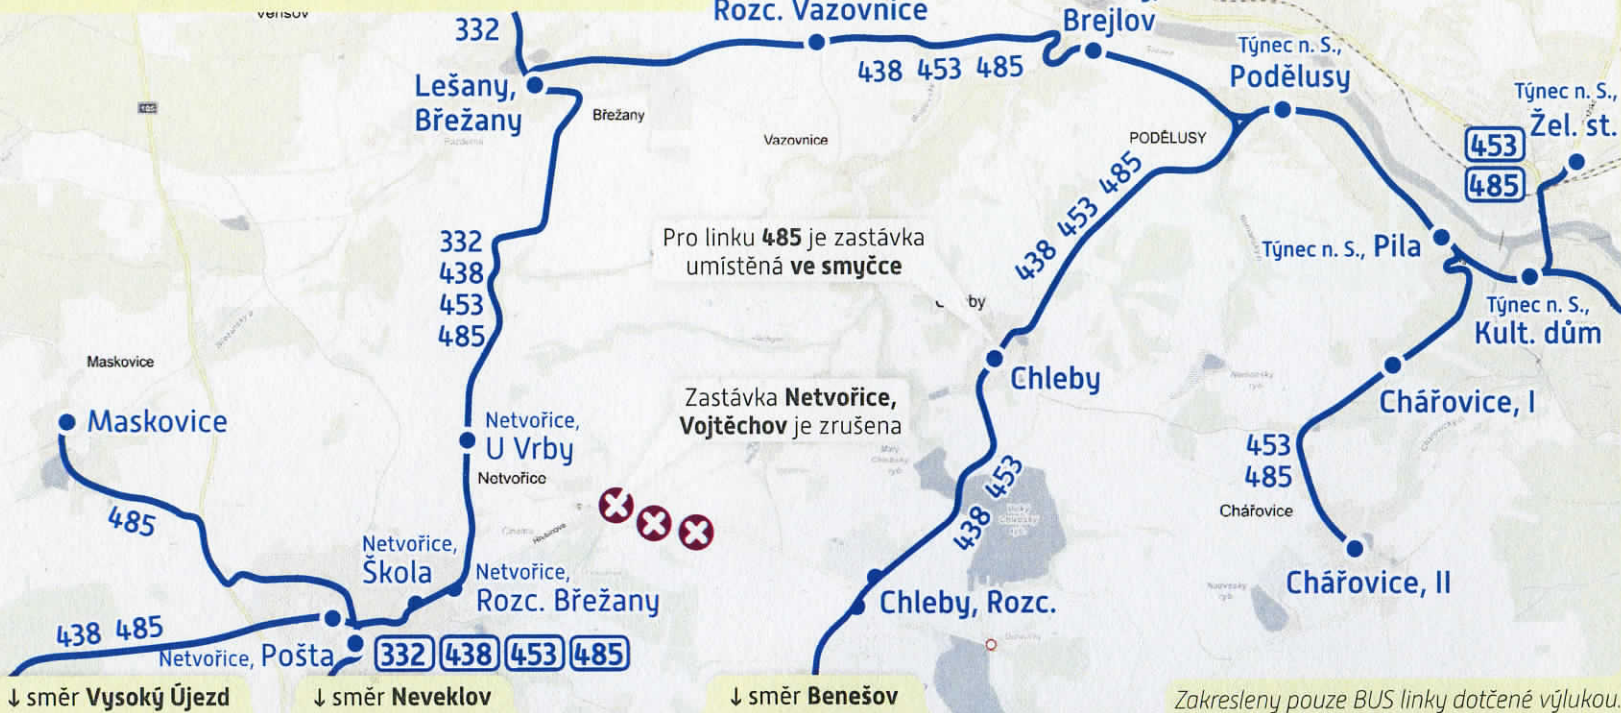 332
Rozc. Vazovnice
Brejlov
438 453 485
Týnec n. S.,
Podělusy
Týnec n. S.,
Žel. st.
453
485
Lešany,
Břežany
105
Břežany
Vazovnice
PODĚLUSY
438 453 485
332
438
453
485
Pro linku 485 je zastávka
umístěná ve smyčce
Týnec n. S., Pila
Týnec n. S.,
Kult. dům
Maskovice
Maskovice
Chleby
Chářovice, I
Zastávka Netvořice,
Vojtěchov je zrušena
Netvořice,
U Vrby
Netvořice
453
485
Chářovice
485
438 453
Netvořice,
Škola
Netvořice,
Rozc. Břežany
Chářovice, II
Chleby, Rozc.
438 485
Netvořice, Pošta
332 438 453 485
↓ směr Vysoký Újezd
↓ směr Neveklov
↓ směr Benešov
Zakresleny pouze BUS linky dotčené výlukou.